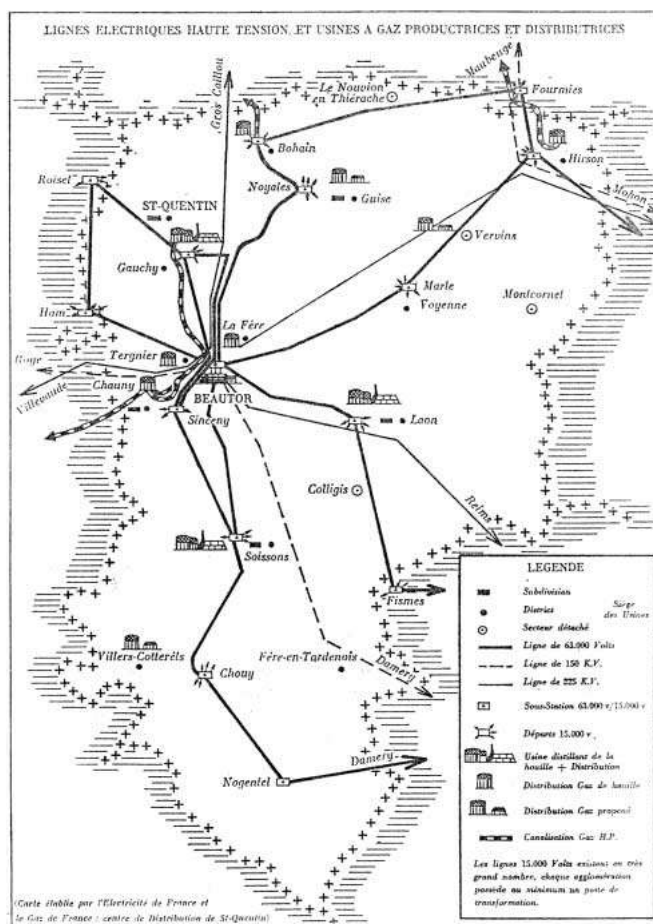 LIGNES ELECTRIQUES HAUTE TENSION, ET USINES A GAZ PRODUCTRICES ET DISTRIBUTRICES
Maubeuge
Gros Caillou
Le Nouvion
en Thiérache
Fourmies
Bohain
Hirson
Roisel
Noyales
Mohon
ST-QUENTIN
Guise
Vervins
Gauchy
Marle
Montcornet
Voyenne
Ham
La Fère
Tergnier
Roye
Chauny
Villevaude
BEAUTOR
Sinceny
Laon
Colligis
Reims
Soissons
Fismes
Villers-Cotterêts
Fère-en-Tardenois
Chouy
Damery
Damery
Nogentel
LEGENDE
Subdivision
District
Siège
des Usines
Secteur détaché
Ligne de 63.000 Volts
Ligne de 150 K.V.
Ligne de 225 K.V.
Sous-Station 63.000 v/15.000 v
Départs 15.000 v.
Usine distillant de la
houille + Distribution
Distribution Gaz de houille
Distribution Gaz propané
Canalisation Gaz H.P.
Les lignes 15.000 Volts existent en très
grand nombre, chaque agglomération
possède au minimum un poste de
transformation.
(Carte établie par l'Electricité de France et
le Gaz de France : centre de Distribution de St-Quentin)